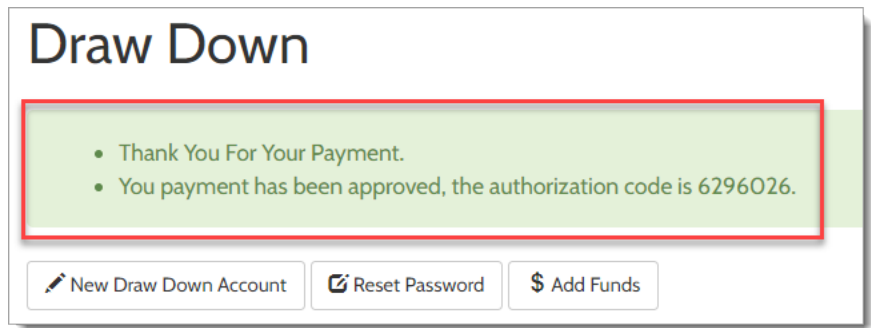 Draw Down
Thank You For Your Payment.
You payment has been approved, the authorization code is 6296026.
New Draw Down Account Reset Password $ Add Funds